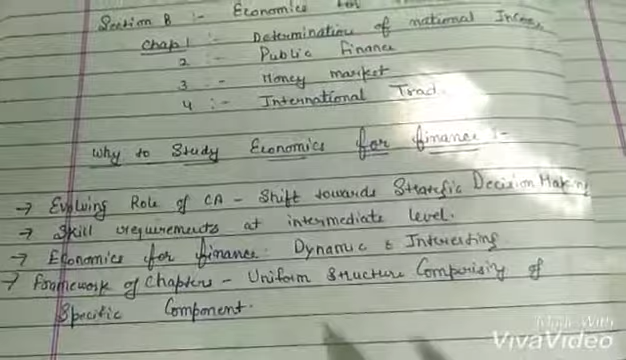 Section B :- Economics for
Chap 1 :- Determination of national Income
2 :- Public Finance
3 :- Money market
4 :- International Trad.
Why to Study Economics for finance :-
→ Evolving Role of CA - Shift towards Strategic Decision Making
→ Skill requirements at intermediate level.
→ Economics for finance: Dynamic & Interesting
→ Framework of Chapters - Uniform Structure Comprising of
Specific Component.
Made With
VivaVideo